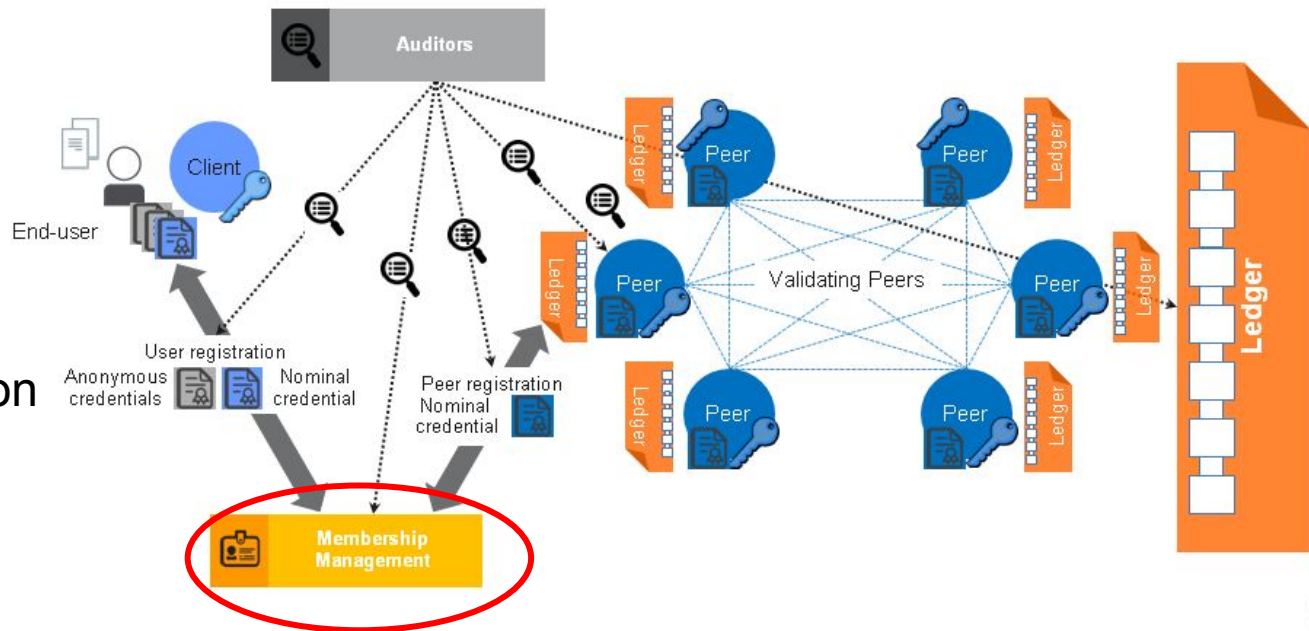 Auditors
Client
End-user
User registration
Anonymous
credentials
Nominal
credential
on
Peer registration
Nominal
credential
Membership
Management
Ledger
Peer
Peer
Ledger
Ledger
Peer
Validating Peers
Peer
Ledger
Ledger
Peer
Peer
Ledger
Ledger